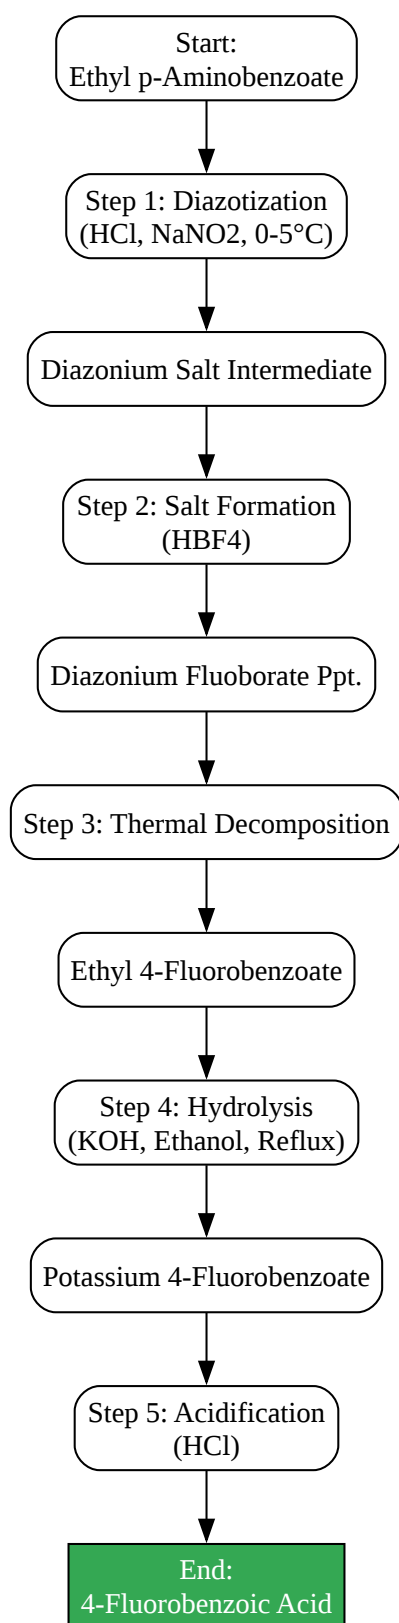 Start:
Ethyl p-Aminobenzoate
Step 1: Diazotization
(HCl, NaNO2, 0-5°C)
Diazonium Salt Intermediate
Step 2: Salt Formation
(HBF4)
Diazonium Fluoborate Ppt.
Step 3: Thermal Decomposition
Ethyl 4-Fluorobenzoate
Step 4: Hydrolysis
(KOH, Ethanol, Reflux)
Potassium 4-Fluorobenzoate
Step 5: Acidification
(HCl)
End:
4-Fluorobenzoic Acid